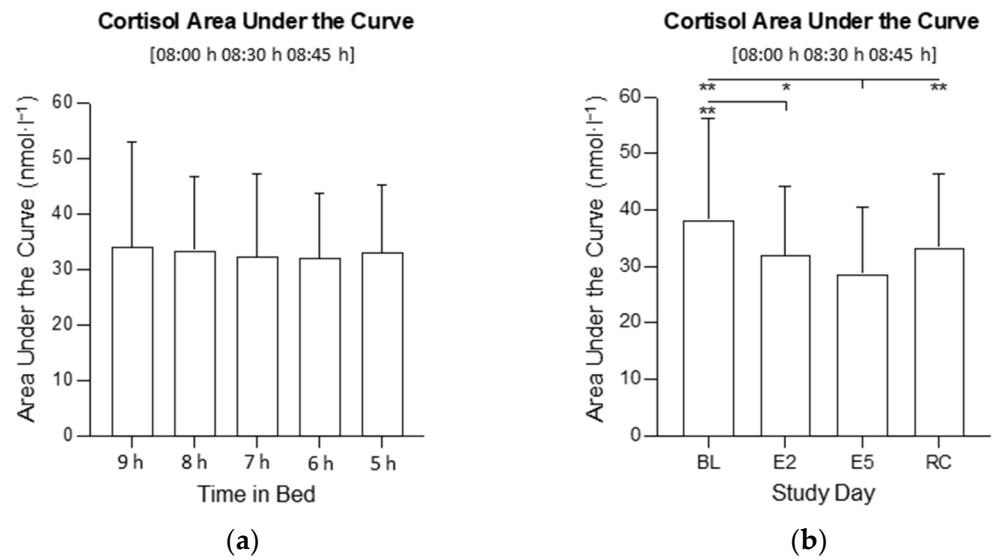 Cortisol Area Under the Curve
[08:00 h 08:30 h 08:45 h]
Area Under the Curve (nmol·l⁻¹)
60
50
40
30
20
10
0
9 h 8 h 7 h 6 h 5 h
Time in Bed
(a)
Cortisol Area Under the Curve
[08:00 h 08:30 h 08:45 h]
** * **
**
Area Under the Curve (nmol·l⁻¹)
60
50
40
30
20
10
0
BL E2 E5 RC
Study Day
(b)